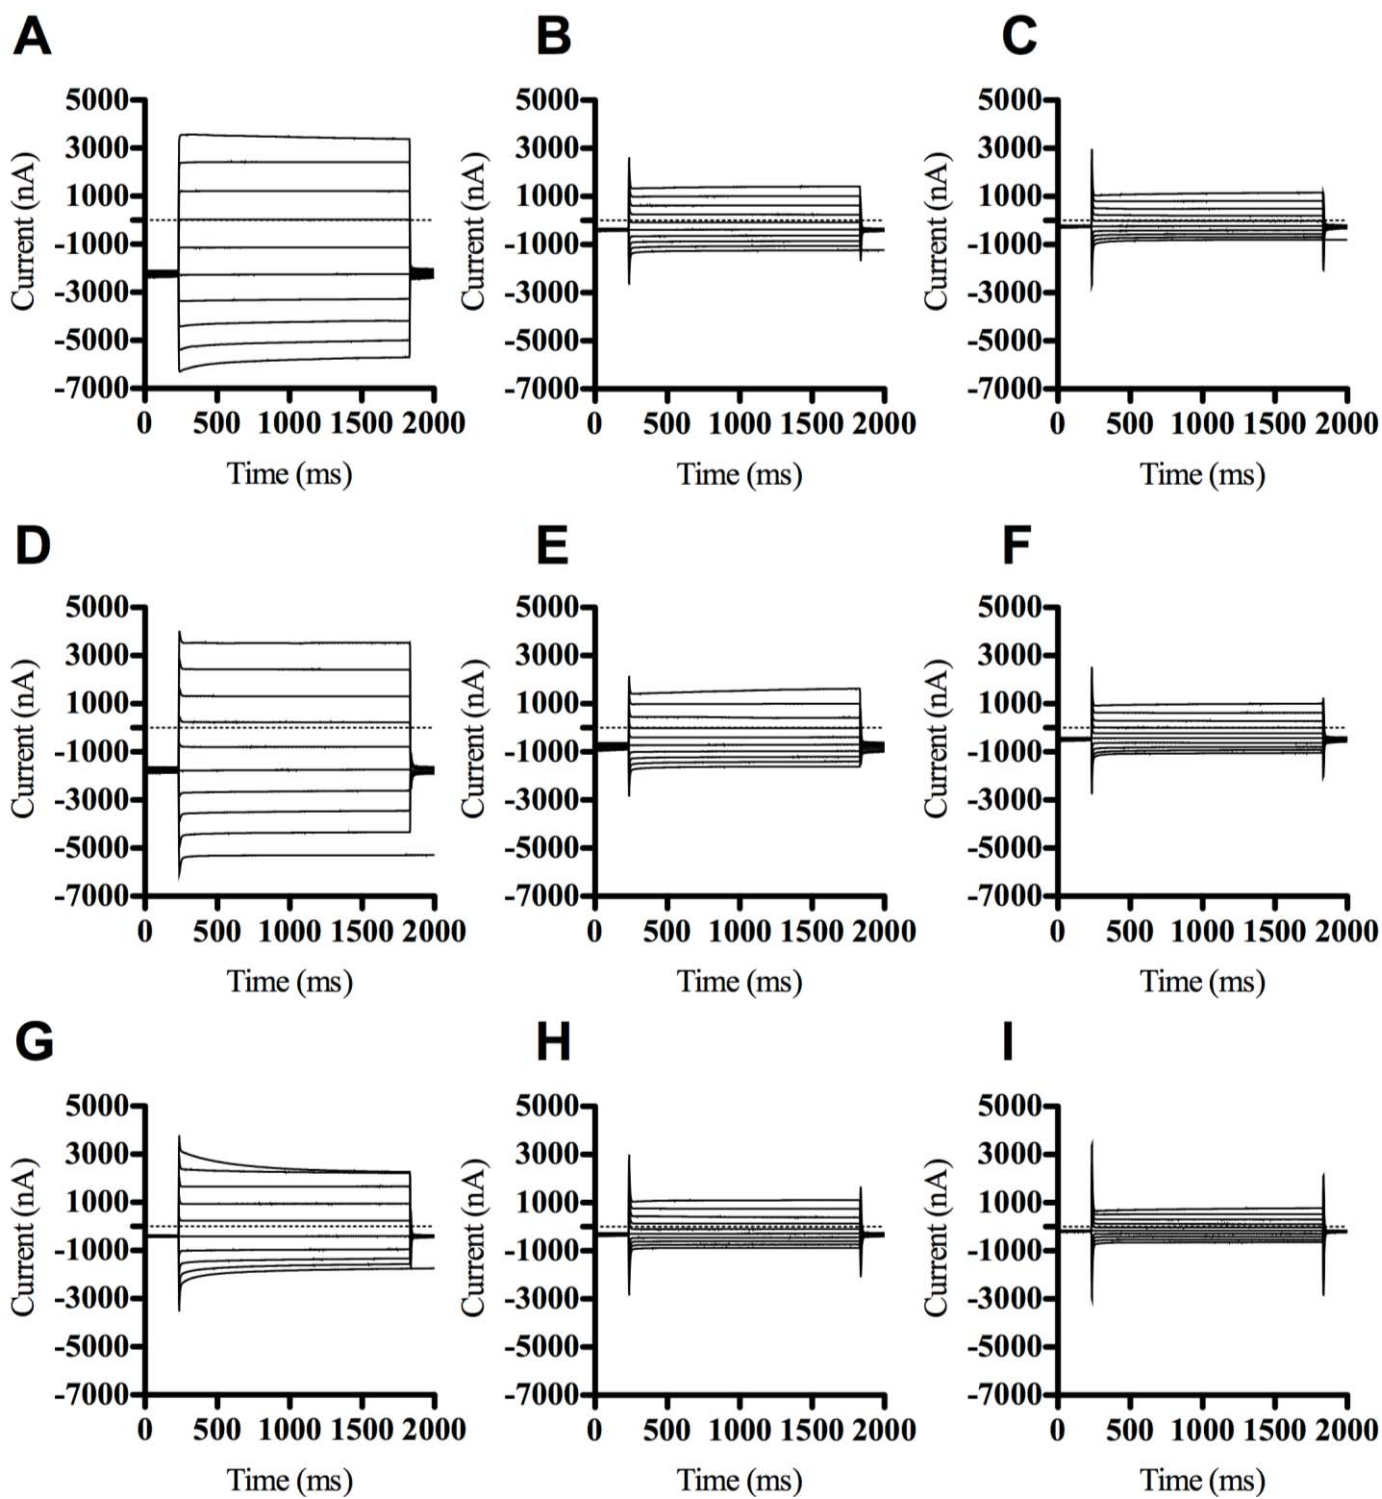 A B C
5000 5000 5000
3000 3000 3000
1000 1000 1000
-1000 -1000 -1000
-3000 -3000 -3000
-5000 -5000 -5000
-7000 -7000 -7000
Current (nA) Current (nA) Current (nA)
0 500 1000 1500 2000 0 500 1000 1500 2000 0 500 1000 1500 2000
Time (ms) Time (ms) Time (ms)
D E F
5000 5000 5000
3000 3000 3000
1000 1000 1000
-1000 -1000 -1000
-3000 -3000 -3000
-5000 -5000 -5000
-7000 -7000 -7000
Current (nA) Current (nA) Current (nA)
0 500 1000 1500 2000 0 500 1000 1500 2000 0 500 1000 1500 2000
Time (ms) Time (ms) Time (ms)
G H I
5000 5000 5000
3000 3000 3000
1000 1000 1000
-1000 -1000 -1000
-3000 -3000 -3000
-5000 -5000 -5000
-7000 -7000 -7000
Current (nA) Current (nA) Current (nA)
0 500 1000 1500 2000 0 500 1000 1500 2000 0 500 1000 1500 2000
Time (ms) Time (ms) Time (ms)